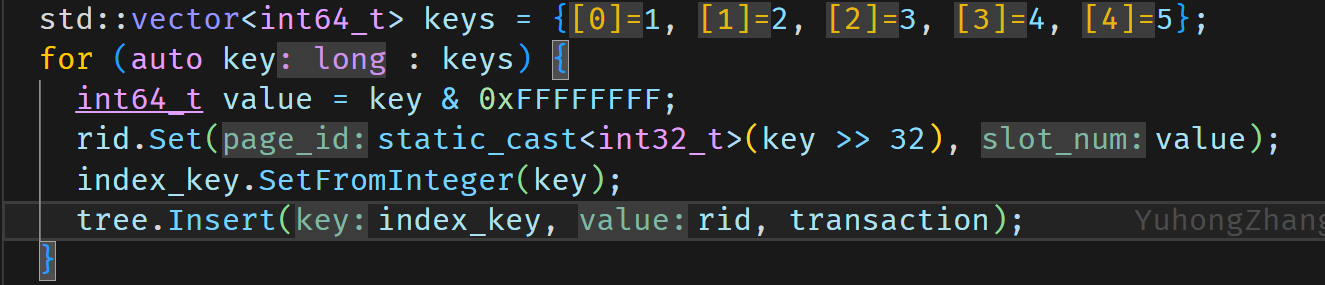 std::vector<int64_t> keys = {[0]=1, [1]=2, [2]=3, [3]=4, [4]=5};
for (auto key: long : keys) {
int64_t value = key & 0xFFFFFFFF;
rid.Set(page_id: static_cast<int32_t>(key >> 32), slot_num: value);
index_key.SetFromInteger(key);
tree.Insert(key: index_key, value: rid, transaction); YuhongZhang
}